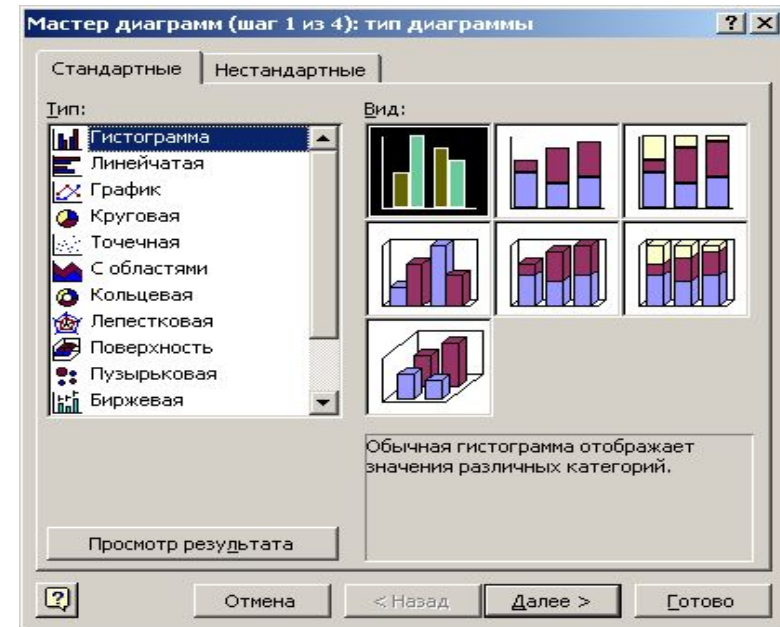 Мастер диаграмм (шаг 1 из 4): тип диаграммы
Стандартные
Нестандартные
Тип:
Вид:
Гистограмма
Линейчатая
График
Круговая
Точечная
С областями
Кольцевая
Лепестковая
Поверхность
Пузырьковая
Биржевая
Обычная гистограмма отображает
значения различных категорий.
Просмотр результата
Отмена
< Назад
Далее >
Готово